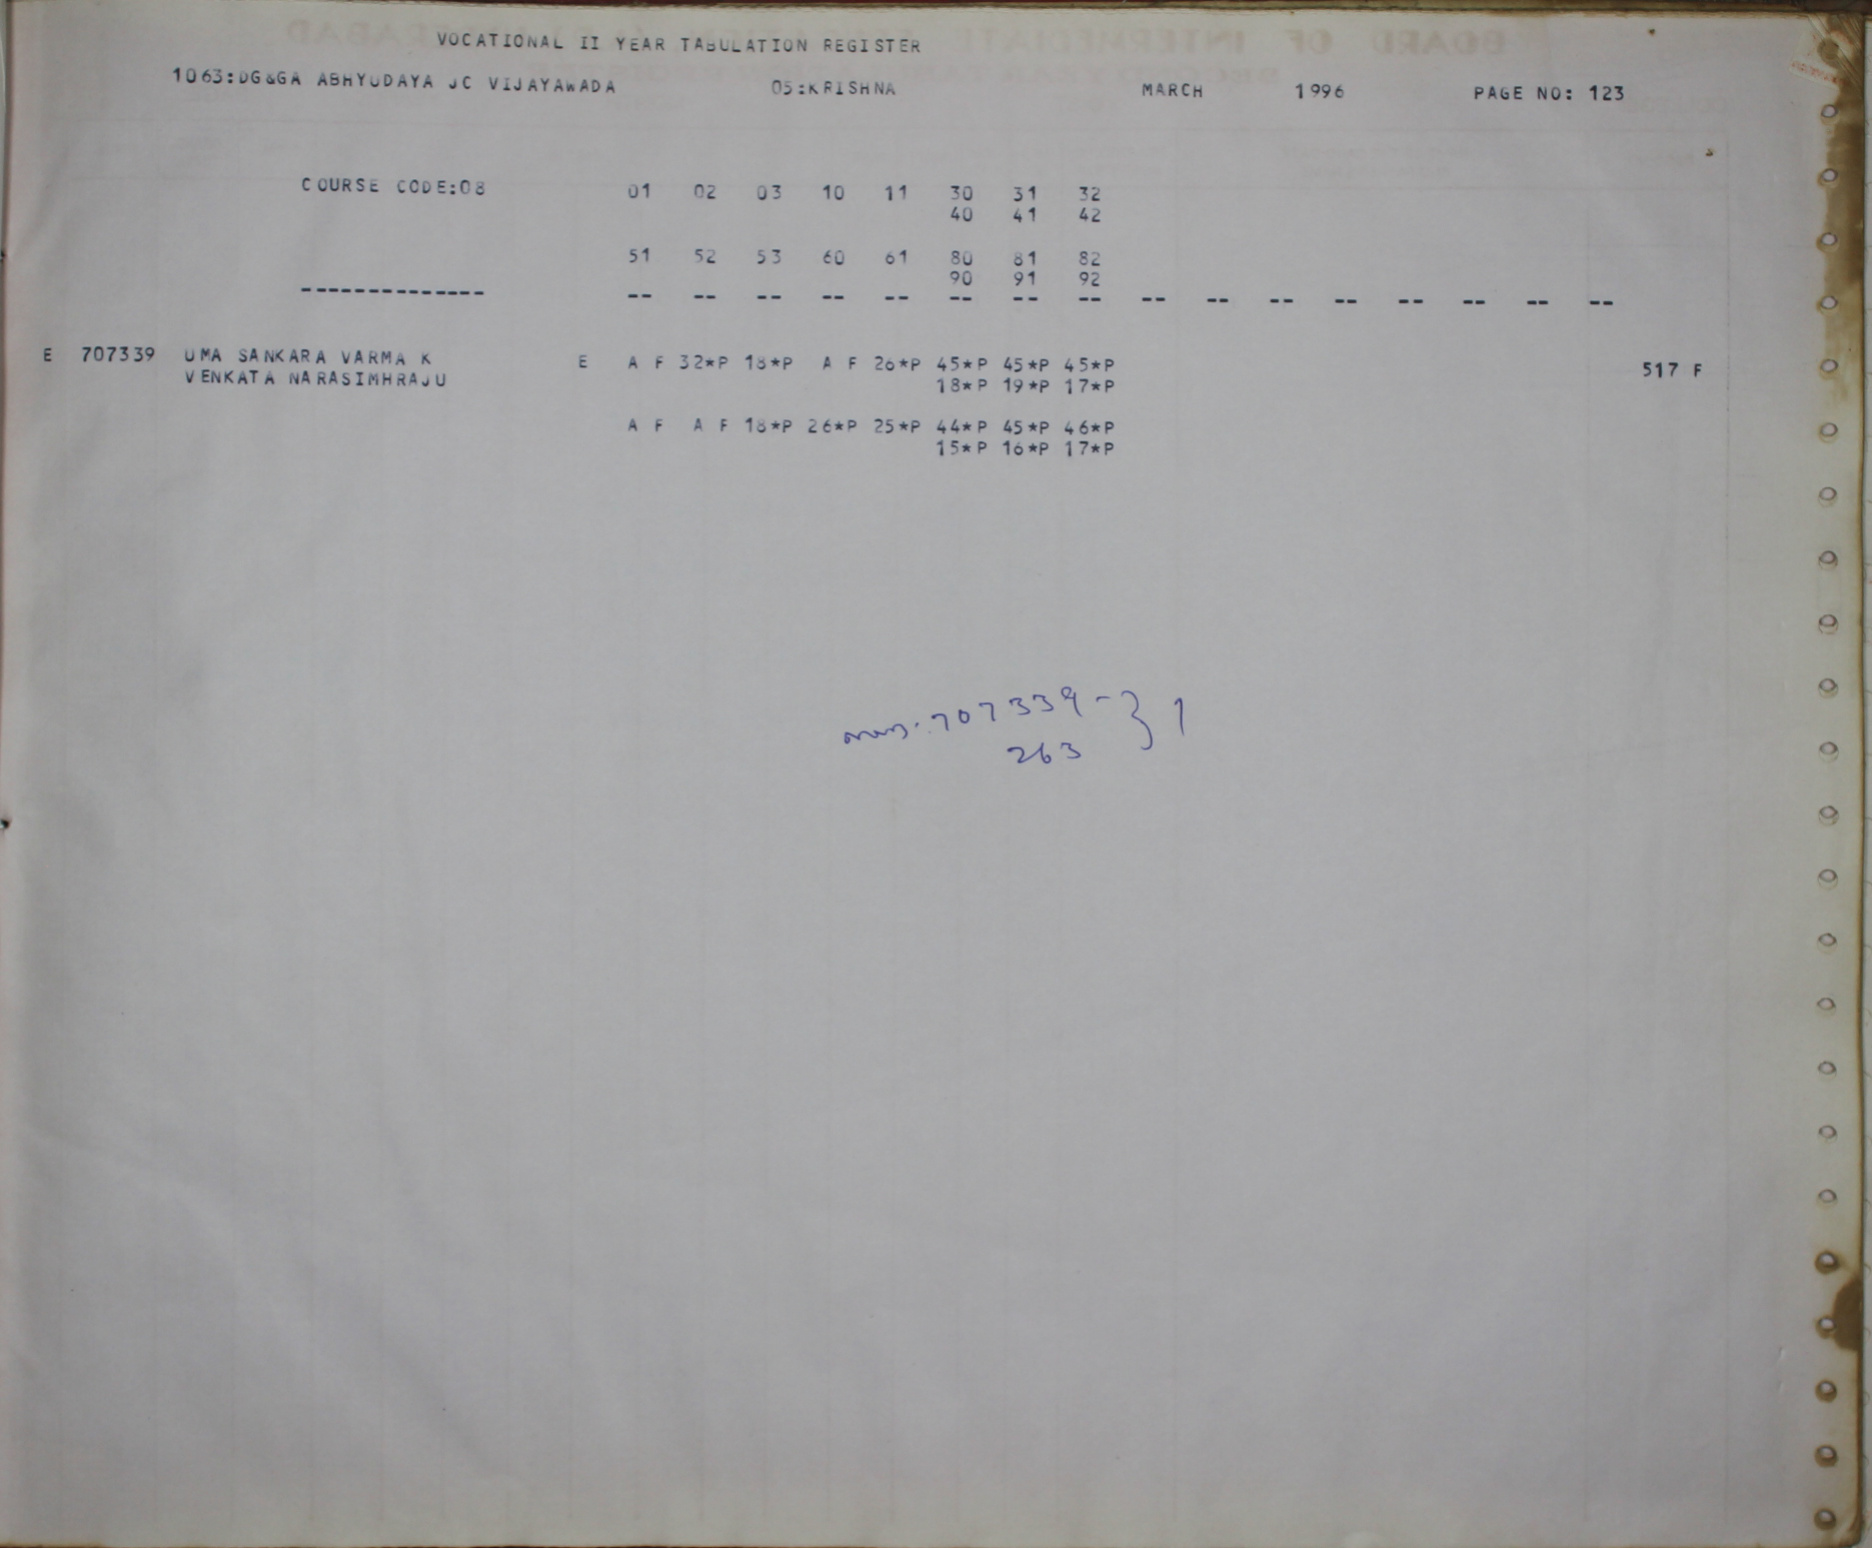 VOCATIONAL II YEAR TABULATION REGISTER
1063:DG&GA ABHYUDAYA JC VIJAYAWADA 05:KRISHNA MARCH 1996 PAGE NO: 123
COURSE CODE:08 01 02 03 10 11 30 31 32
40 41 42
51 52 53 60 61 80 81 82
90 91 92
-------------- -- -- -- -- -- -- -- -- -- -- -- -- -- -- -- --
E 707339 UMA SANKARA VARMA K E A F 32*P 18*P A F 26*P 45*P 45*P 45*P 517 F
VENKATA NARASIMHRAJU 18*P 19*P 17*P
A F A F 18*P 26*P 25*P 44*P 45*P 46*P
15*P 16*P 17*P
707339 - } 1
263